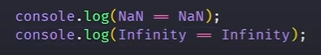 console.log(NaN == NaN);
console.log(Infinity == Infinity);